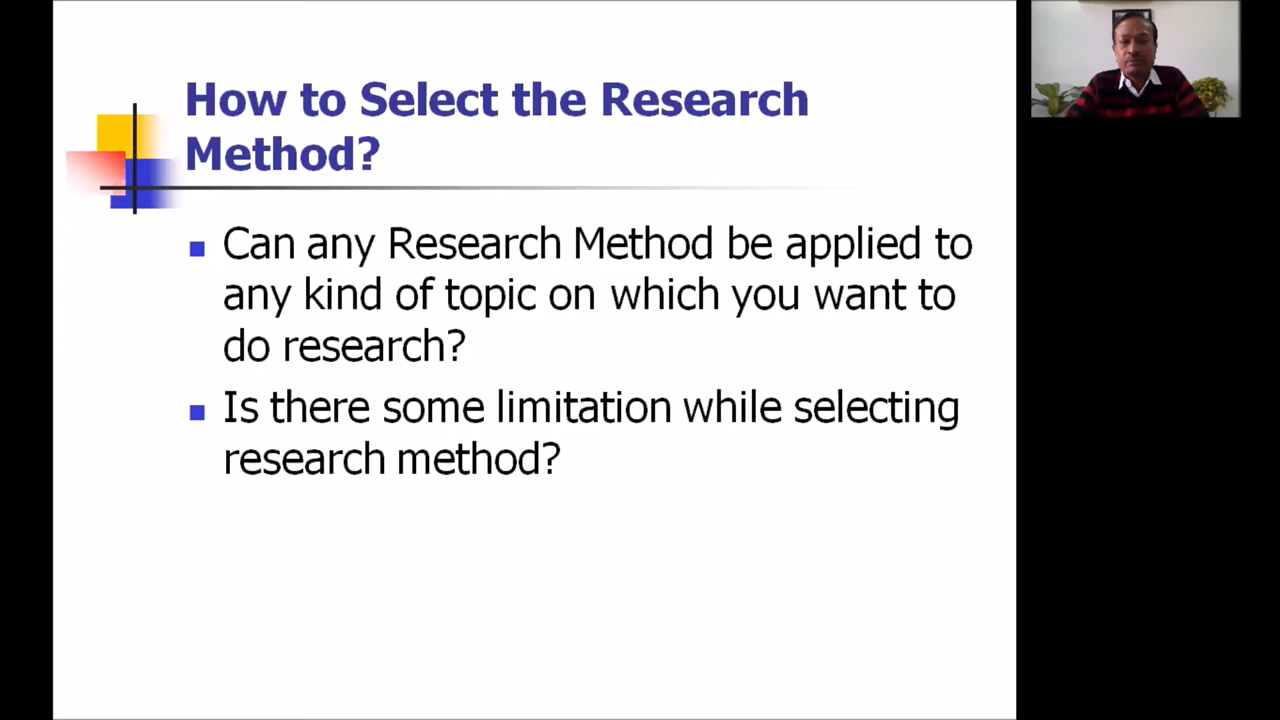 How to Select the Research
Method?
Can any Research Method be applied to
any kind of topic on which you want to
do research?
Is there some limitation while selecting
research method?